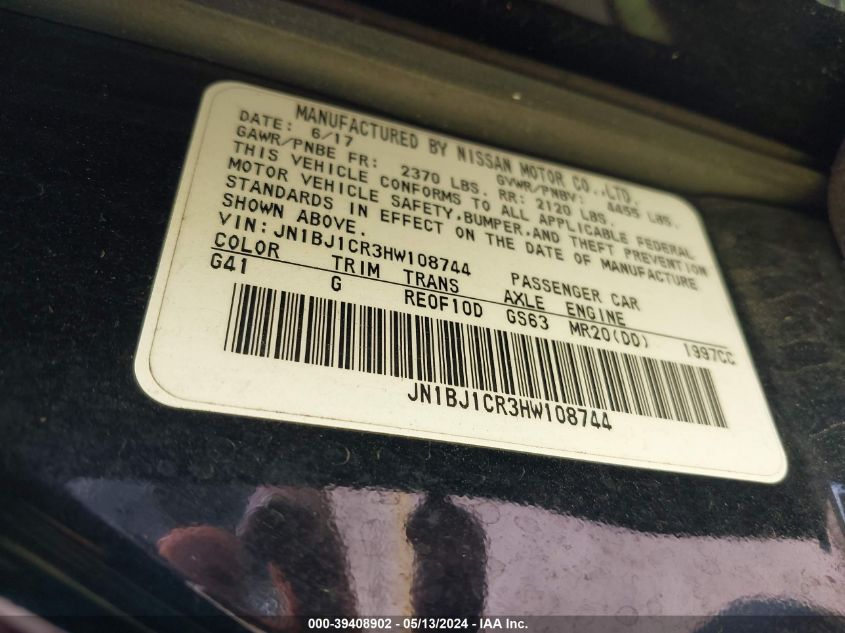 MANUFACTURED BY NISSAN MOTOR CO.,LTD.
DATE: 6/17 GVWR/PNBV: 4455 LBS.
GAWR/PNBE FR: 2370 LBS. RR: 2120 LBS.
THIS VEHICLE CONFORMS TO ALL APPLICABLE FEDERAL
MOTOR VEHICLE SAFETY,BUMPER,AND THEFT PREVENTION
STANDARDS IN EFFECT ON THE DATE OF MANUFACTURE
SHOWN ABOVE.
VIN:JN1BJ1CR3HW108744 PASSENGER CAR
COLOR TRIM TRANS AXLE ENGINE
G41 G RE0F10D GS63 MR20(DD) 1997CC
JN1BJ1CR3HW108744
000-39408902 - 05/13/2024 - IAA Inc.